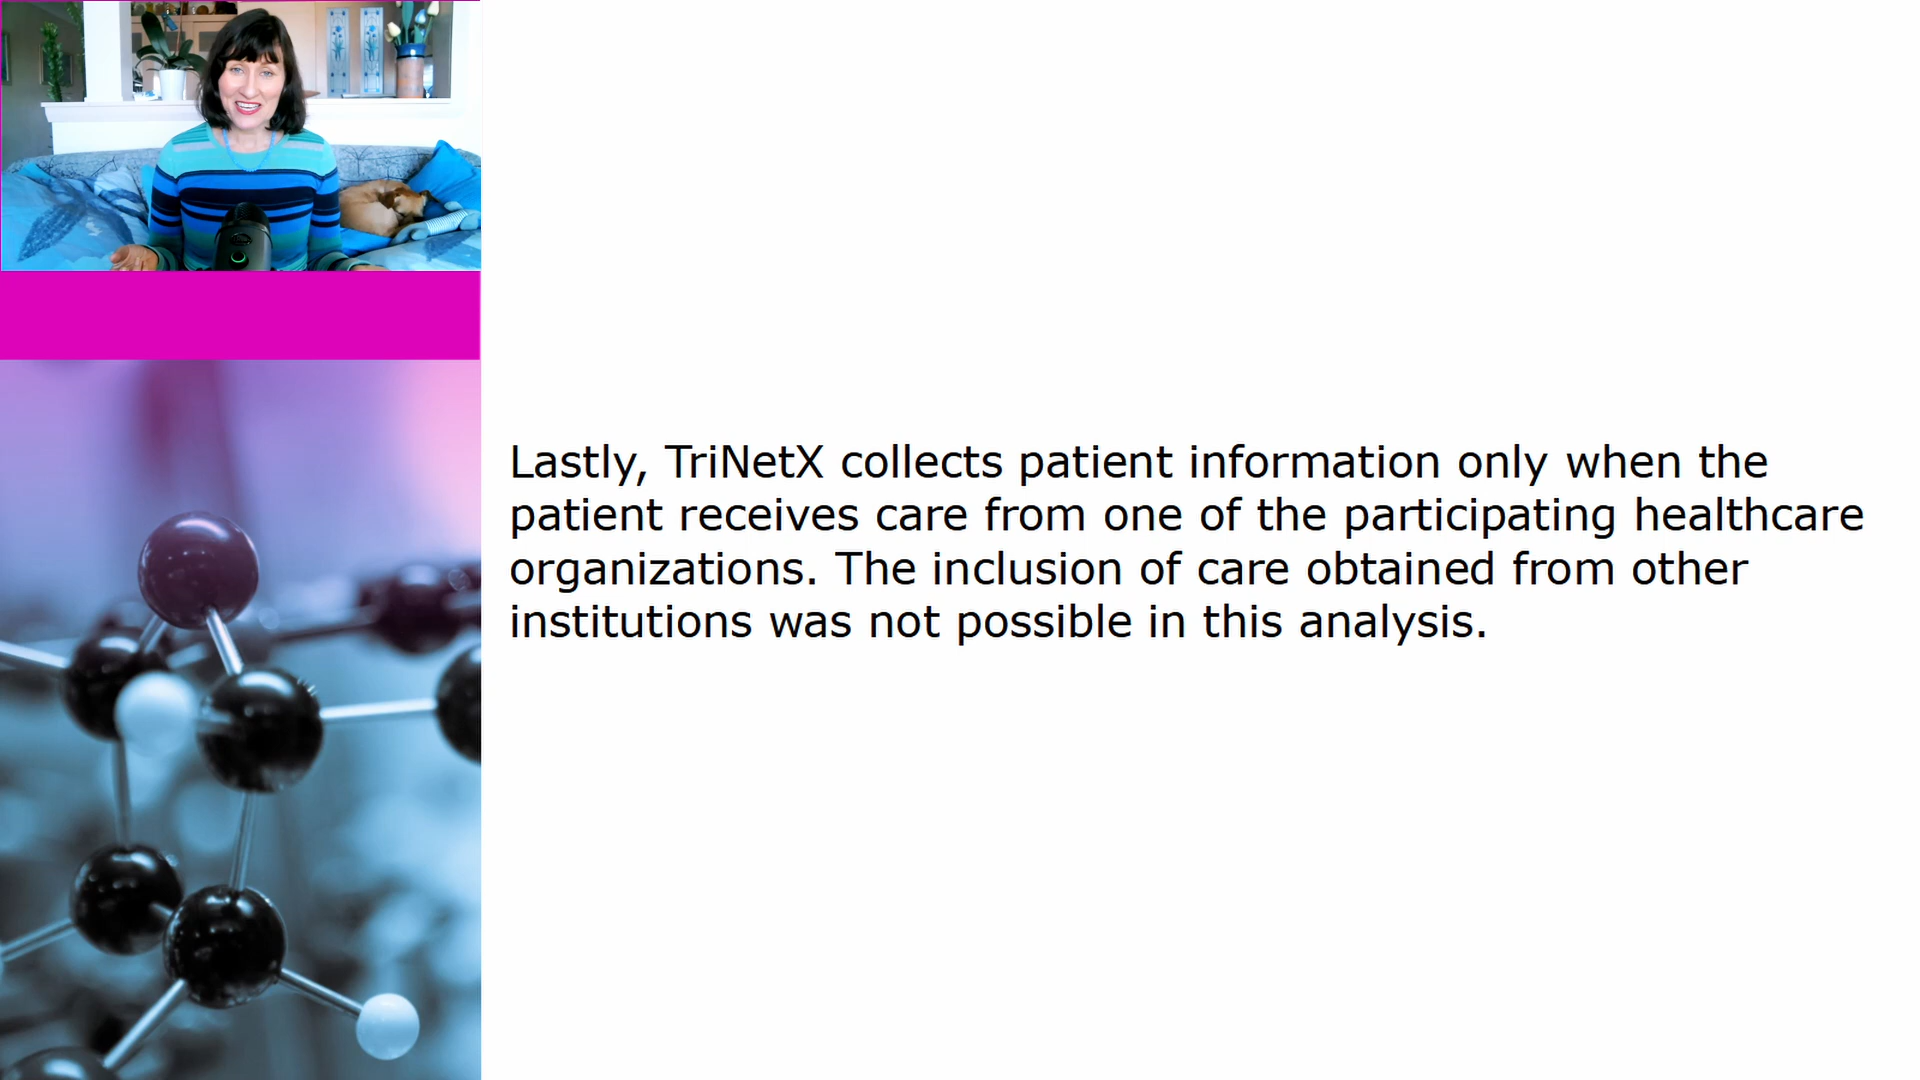 Lastly, TriNetX collects patient information only when the
patient receives care from one of the participating healthcare
organizations. The inclusion of care obtained from other
institutions was not possible in this analysis.